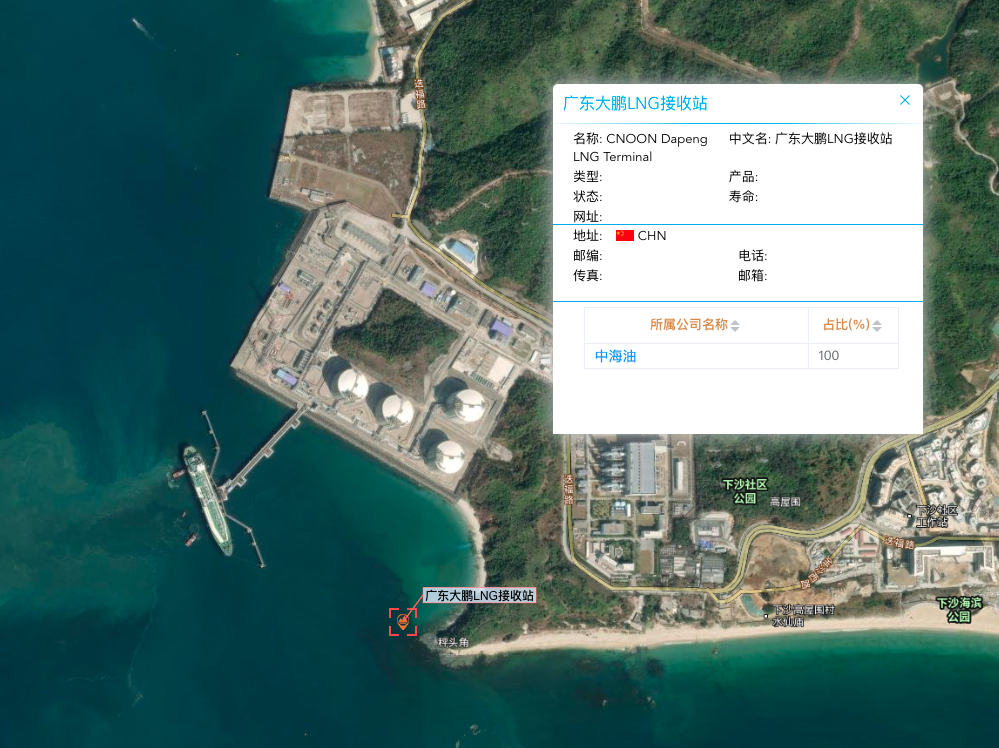 迭福路
广东大鹏LNG接收站
名称: CNOON Dapeng LNG Terminal
中文名: 广东大鹏LNG接收站
类型:
产品:
状态:
寿命:
网址:
地址: CHN
邮编:
电话:
传真:
邮箱:
所属公司名称
占比(%)
中海油
100
迭福路
下沙社区
公园
高屋围
下沙社区
工作站
迭福路
广东大鹏LNG接收站
秤头角
下沙高屋围村
水仙庙
下沙海滨
公园